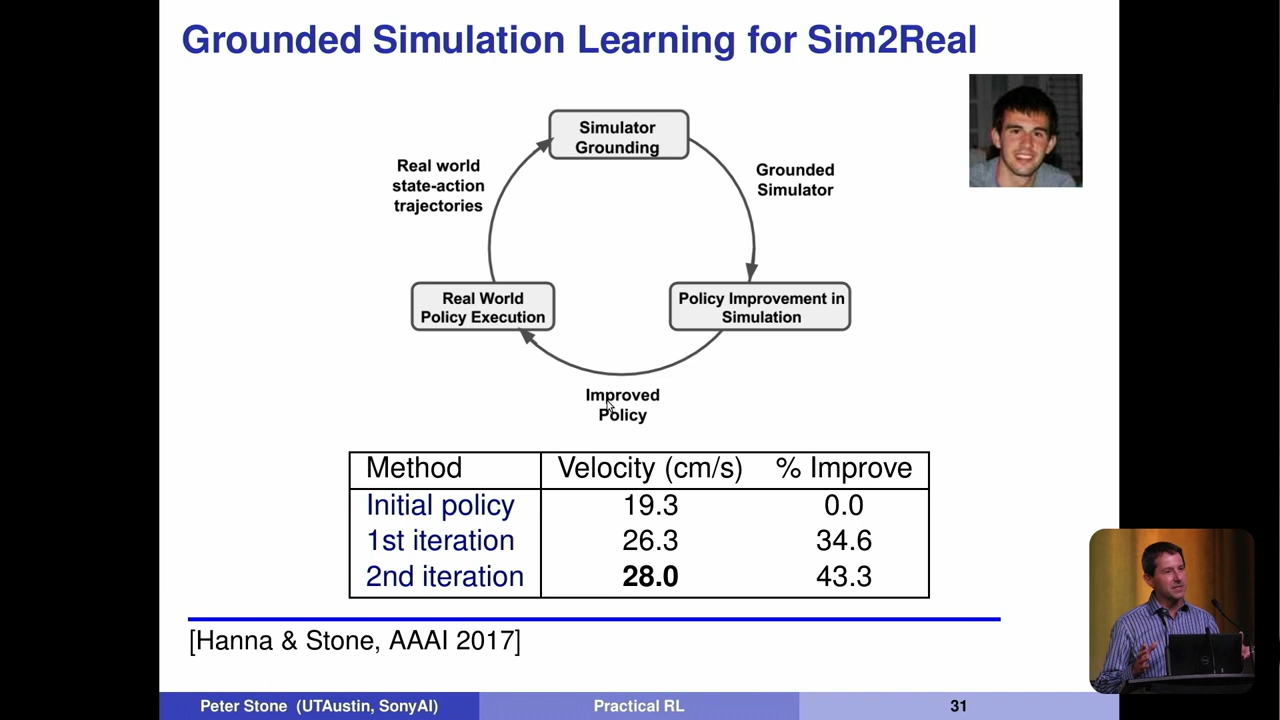 Grounded Simulation Learning for Sim2Real
Simulator
Grounding
Real world
state-action
trajectories
Grounded
Simulator
Real World
Policy Execution
Policy Improvement in
Simulation
Improved
Policy
Method Velocity (cm/s) % Improve
Initial policy 19.3 0.0
1st iteration 26.3 34.6
2nd iteration 28.0 43.3
[Hanna & Stone, AAAI 2017]
Peter Stone (UTAustin, SonyAI) Practical RL 31